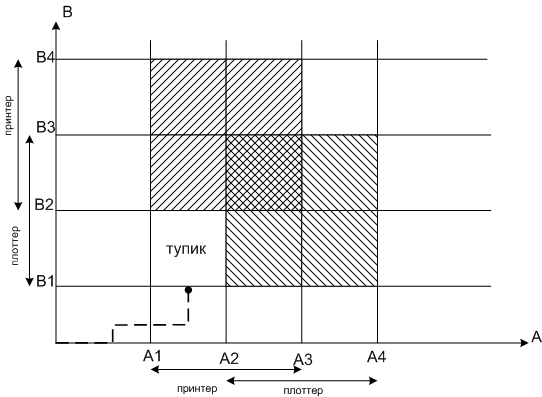 B
B4
принтер
B3
B2
плоттер
тупик
B1
A
A1
A2
A3
A4
принтер
плоттер